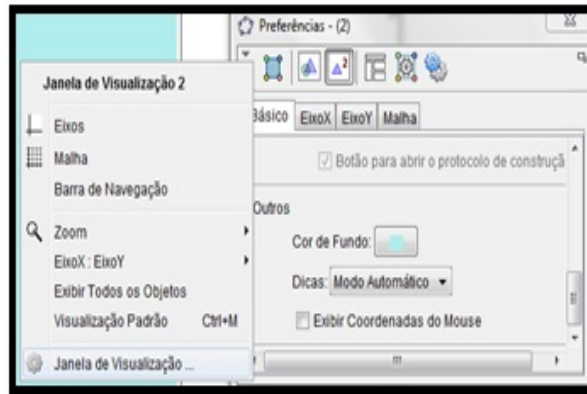 Preferências - (2)
Janela de Visualização 2
Eixos
Malha
Barra de Navegação
Zoom
EixoX : EixoY
Exibir Todos os Objetos
Visualização Padrão Ctrl+M
Janela de Visualização ...
Básico EixoX EixoY Malha
Botão para abrir o protocolo de construçã
Outros
Cor de Fundo:
Dicas: Modo Automático
Exibir Coordenadas do Mouse